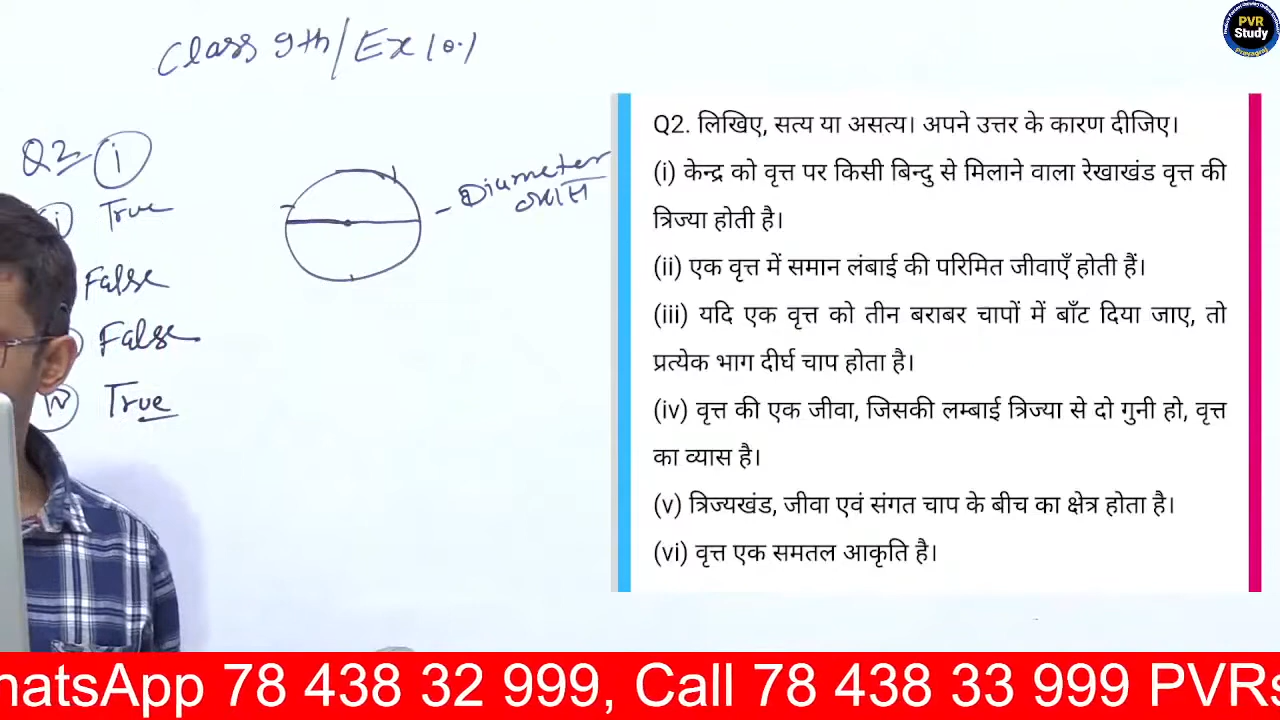 Class 9th/Ex 10.1
PVR
Study
Prayagraj
Q2 i
True
False
False
iv True
Diameter
व्यास
Q2. लिखिए, सत्य या असत्य। अपने उत्तर के कारण दीजिए।
(i) केन्द्र को वृत्त पर किसी बिन्दु से मिलाने वाला रेखाखंड वृत्त की
त्रिज्या होती है।
(ii) एक वृत्त में समान लंबाई की परिमित जीवाएँ होती हैं।
(iii) यदि एक वृत्त को तीन बराबर चापों में बाँट दिया जाए, तो
प्रत्येक भाग दीर्घ चाप होता है।
(iv) वृत्त की एक जीवा, जिसकी लम्बाई त्रिज्या से दो गुनी हो, वृत्त
का व्यास है।
(v) त्रिज्यखंड, जीवा एवं संगत चाप के बीच का क्षेत्र होता है।
(vi) वृत्त एक समतल आकृति है।
hatsApp 78 438 32 999, Call 78 438 33 999 PVRs